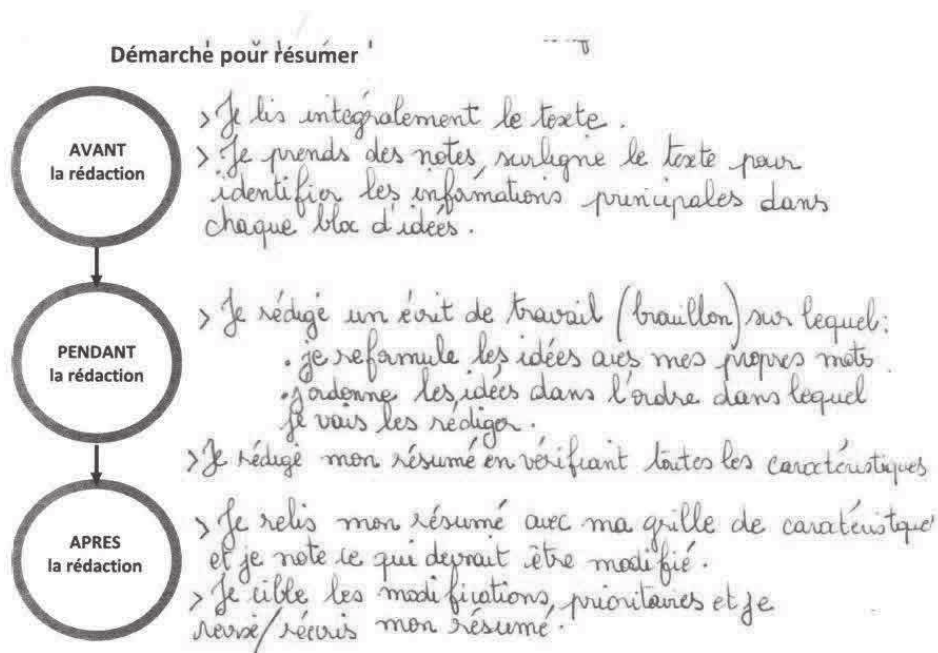 Démarche pour résumer
AVANT
la rédaction
> Je lis intégralement le texte.
> Je prends des notes, surligne le texte pour
identifier les informations principales dans
chaque bloc d'idées.
PENDANT
la rédaction
> Je rédige un écrit de travail (brouillon) sur lequel:
. je reformule les idées avec mes propres mots.
. j'ordonne les idées dans l'ordre dans lequel
je vais les rédiger.
> Je rédige mon résumé en vérifiant toutes les caractéristiques
APRES
la rédaction
> Je relis mon résumé avec ma grille de caratéristique
et je note ce qui devrait être modifié.
> Je cible les modifications prioritaires et je
/réécris mon résumé.